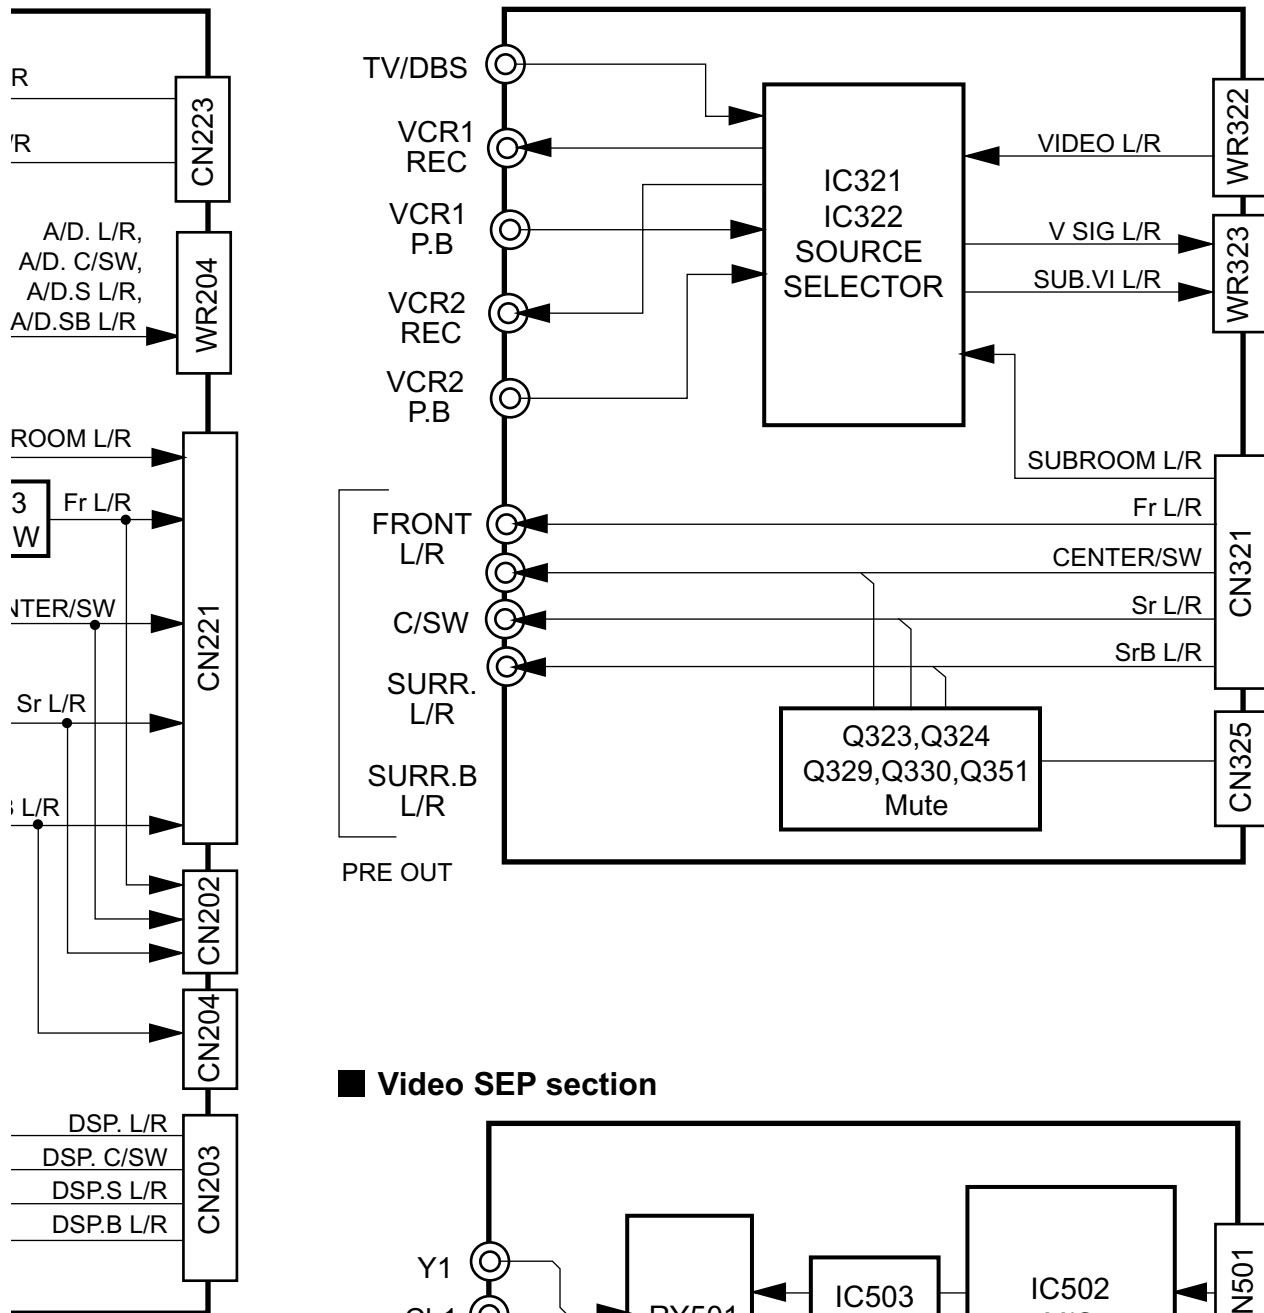 R
/R
CN223
A/D. L/R,
A/D. C/SW,
A/D.S L/R,
A/D.SB L/R
WR204
ROOM L/R
3
W
Fr L/R
NTER/SW
CN221
Sr L/R
L/R
CN202
CN204
DSP. L/R
DSP. C/SW
DSP.S L/R
DSP.B L/R
CN203
TV/DBS
VCR1
REC
VCR1
P.B
VCR2
REC
VCR2
P.B
IC321
IC322
SOURCE
SELECTOR
VIDEO L/R
WR322
V SIG L/R
SUB.VI L/R
WR323
SUBROOM L/R
Fr L/R
CENTER/SW
Sr L/R
SrB L/R
CN321
FRONT
L/R
C/SW
SURR.
L/R
SURR.B
L/R
PRE OUT
Q323,Q324
Q329,Q330,Q351
Mute
CN325
Video SEP section
Y1
RY501
IC503
IC502
N501